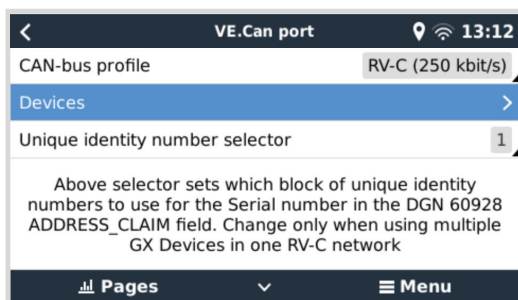 VE.Can port 13:12
CAN-bus profile RV-C (250 kbit/s)
Devices
Unique identity number selector 1
Above selector sets which block of unique identity
numbers to use for the Serial number in the DGN 60928
ADDRESS_CLAIM field. Change only when using multiple
GX Devices in one RV-C network
Pages Menu